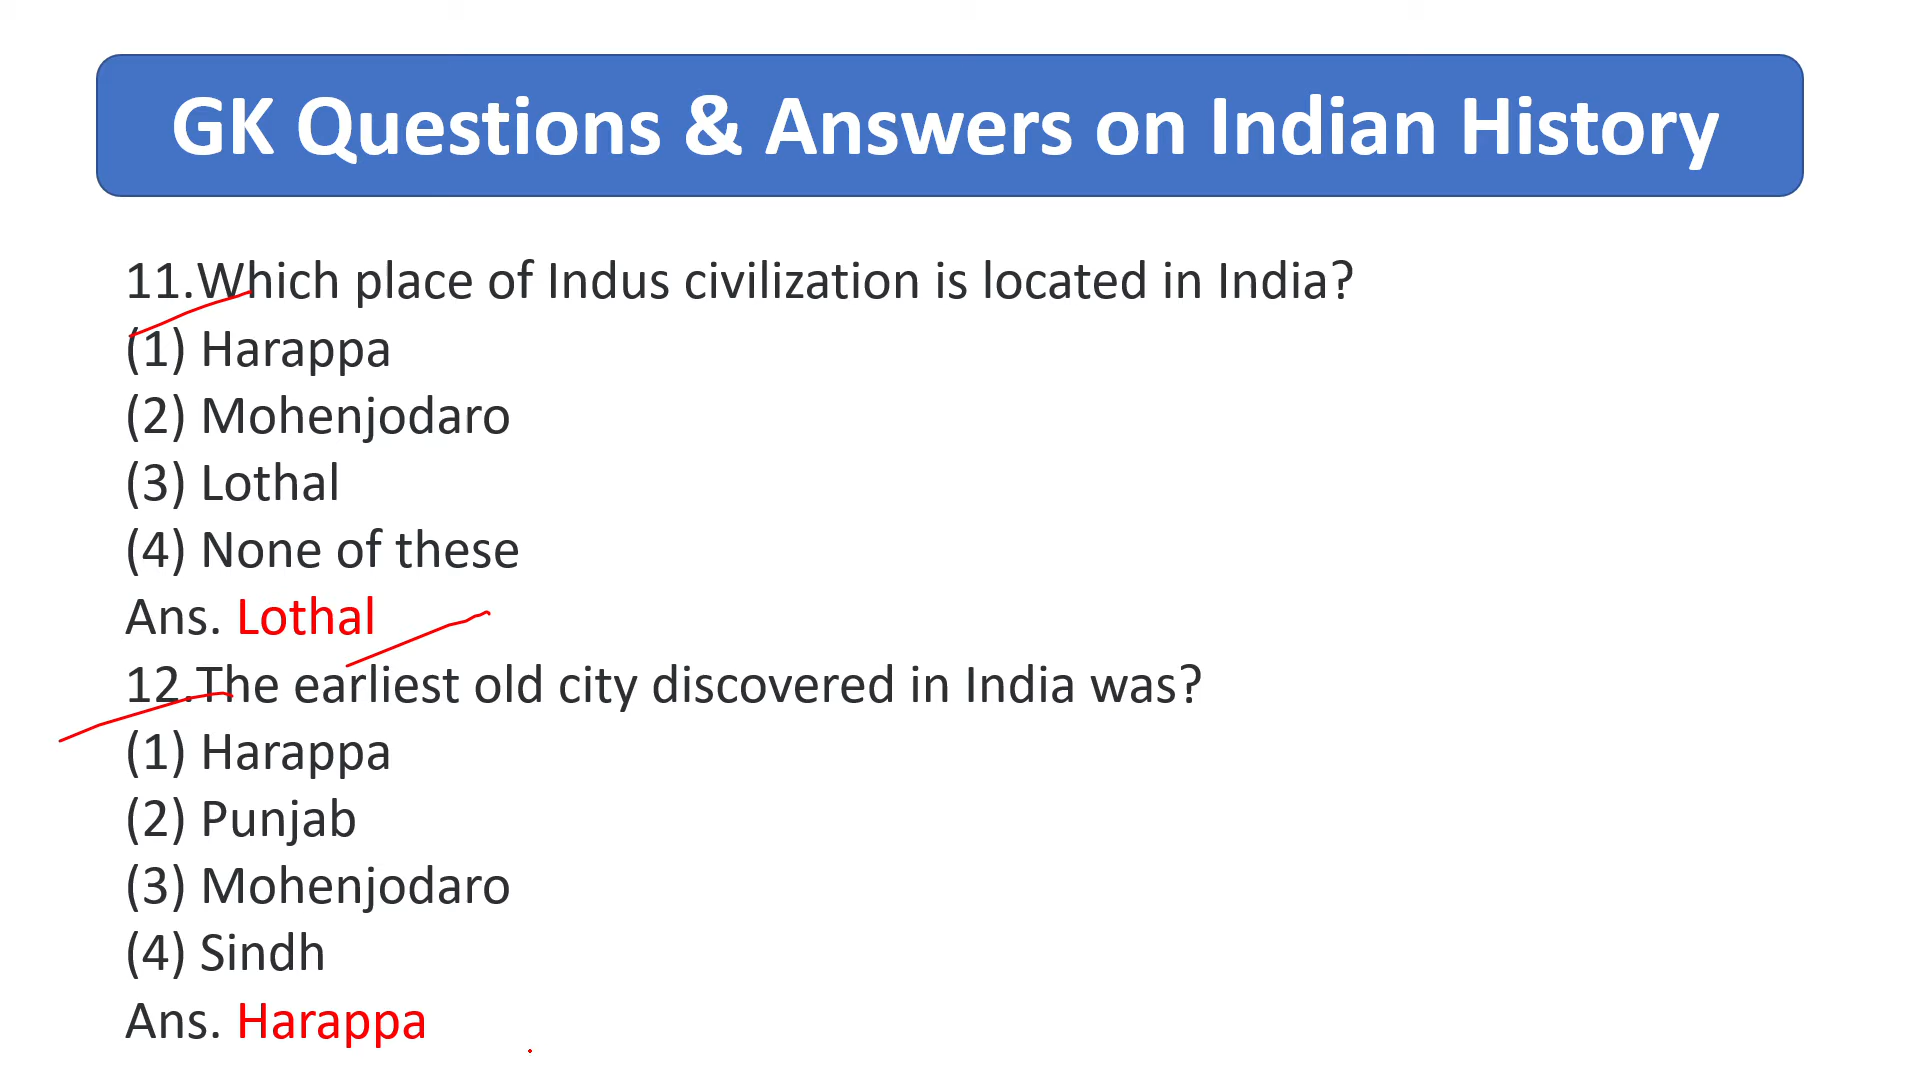 GK Questions & Answers on Indian History
11.Which place of Indus civilization is located in India?
(1) Harappa
(2) Mohenjodaro
(3) Lothal
(4) None of these
Ans. Lothal
12.The earliest old city discovered in India was?
(1) Harappa
(2) Punjab
(3) Mohenjodaro
(4) Sindh
Ans. Harappa